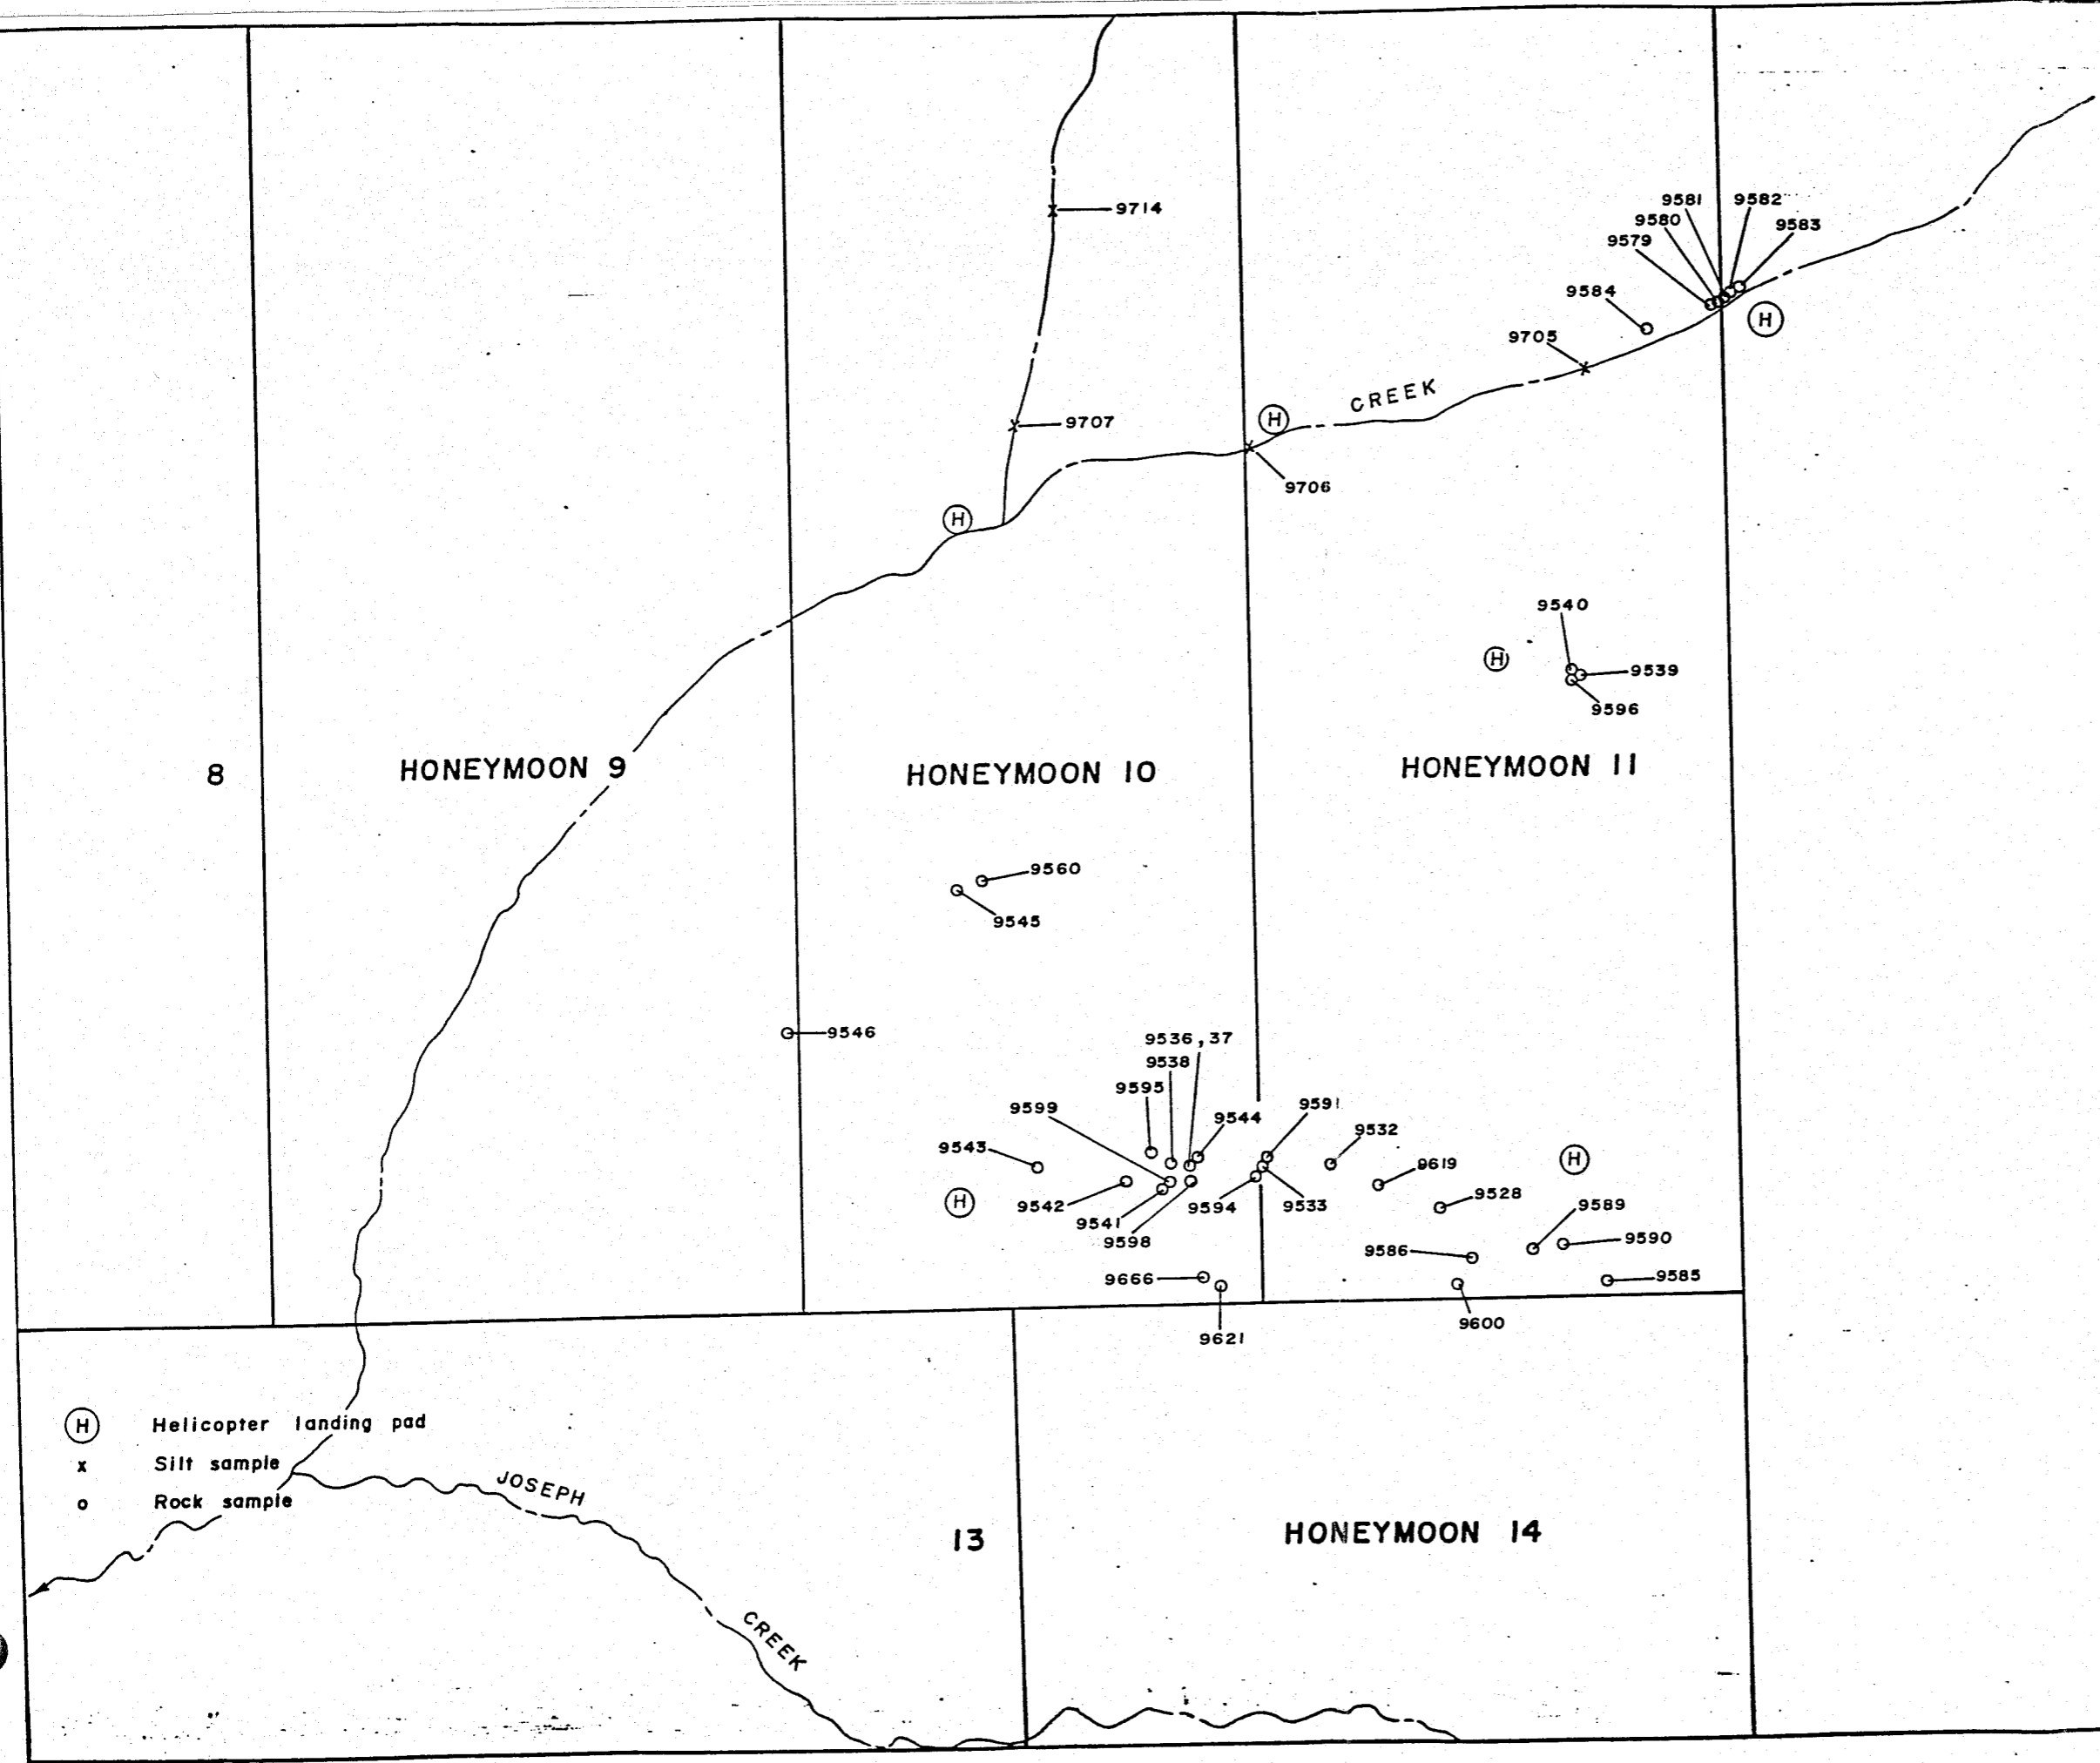 9714
9581
9582
9580
9583
9579
9584
H
9705
CREEK
H
9707
9706
H
9540
H
9539
9596
8
HONEYMOON 9
HONEYMOON 10
HONEYMOON 11
9560
9545
9546
9536,37
9538
9595
9599
9591
9544
9532
9543
H
9619
9528
H
9542
9594
9533
9589
9541
9598
9590
9586
9666
9585
9600
9621
H Helicopter landing pad
x Silt sample
o Rock sample
JOSEPH
13
HONEYMOON 14
CREEK